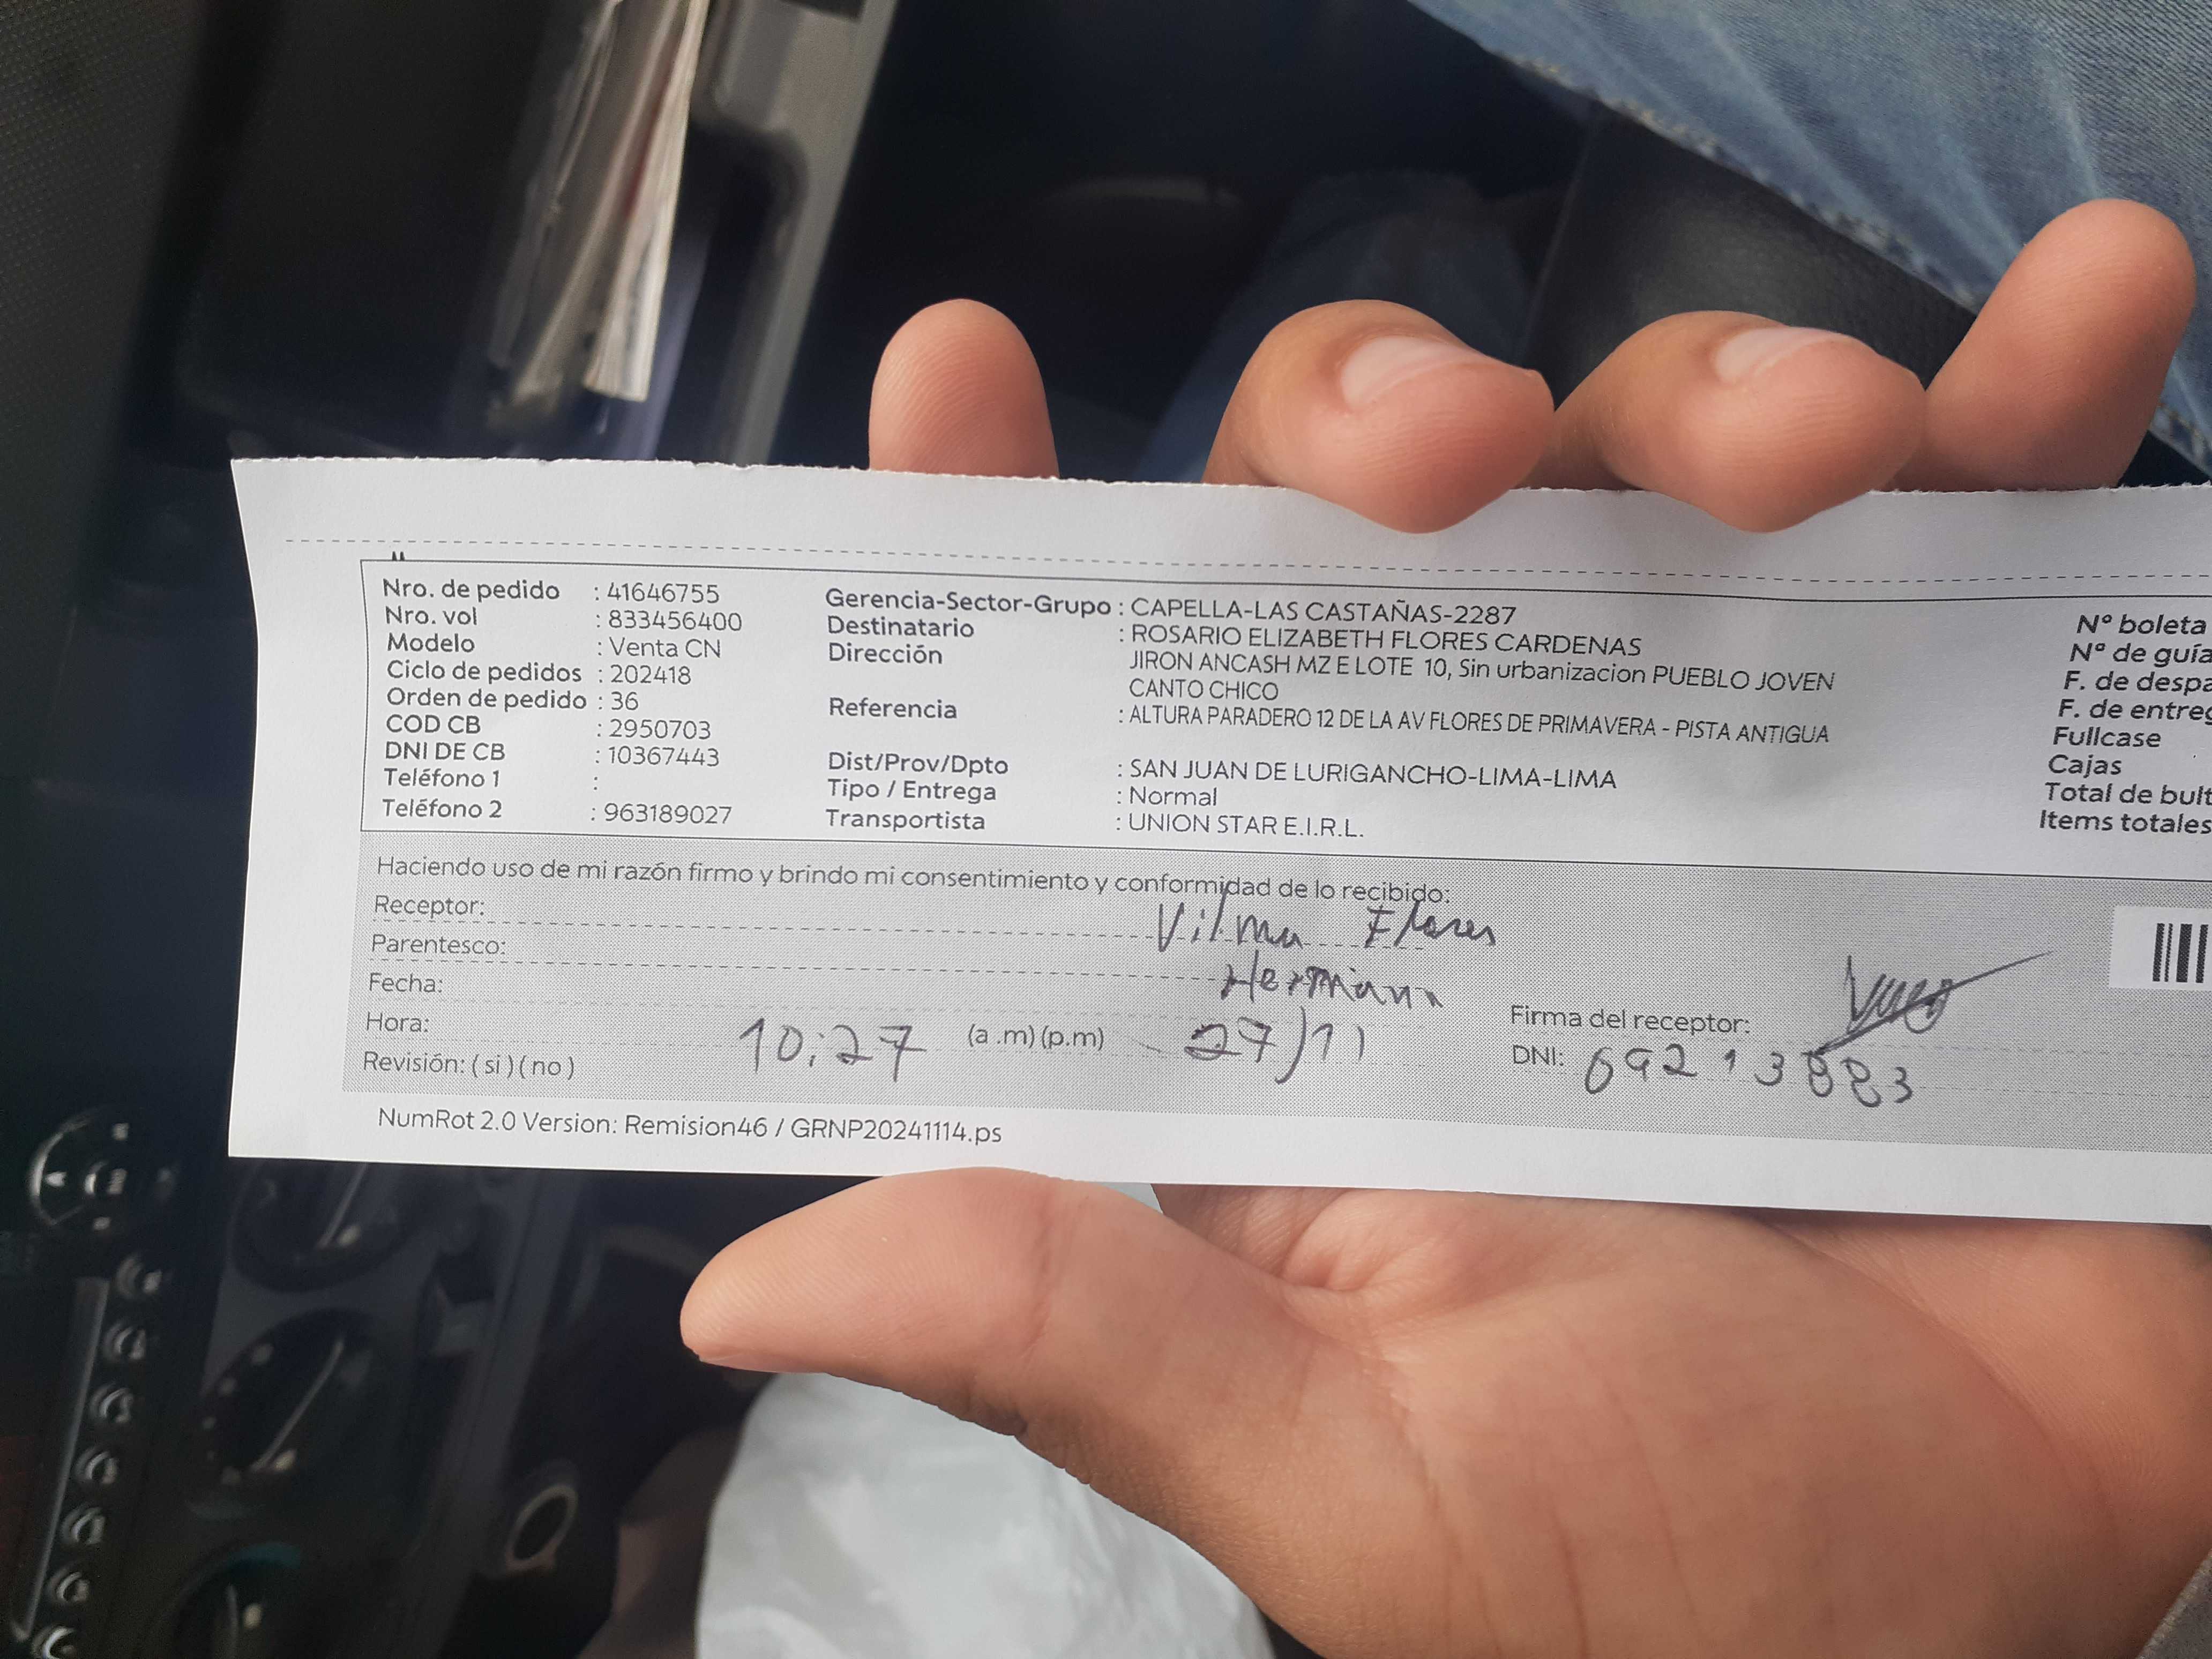 Nro. de pedido : 41646755
Nro. vol : 833456400
Modelo : Venta CN
Ciclo de pedidos : 202418
Orden de pedido : 36
COD CB : 2950703
DNI DE CB : 10367443
Teléfono 1 :
Teléfono 2 : 963189027
Gerencia-Sector-Grupo : CAPELLA-LAS CASTAÑAS-2287
Destinatario : ROSARIO ELIZABETH FLORES CARDENAS
Dirección JIRON ANCASH MZ E LOTE 10, Sin urbanizacion PUEBLO JOVEN
CANTO CHICO
Referencia : ALTURA PARADERO 12 DE LA AV FLORES DE PRIMAVERA - PISTA ANTIGUA
Dist/Prov/Dpto : SAN JUAN DE LURIGANCHO-LIMA-LIMA
Tipo / Entrega : Normal
Transportista : UNION STAR E.I.R.L.
Nº boleta
Nº de guía
F. de despa
F. de entreg
Fullcase
Cajas
Total de bult
Items totales
Haciendo uso de mi razón firmo y brindo mi consentimiento y conformidad de lo recibido:
Receptor: Vilma Flores
Parentesco: Hermana
Fecha:
Hora: 10:27 (a .m) (p.m) 27/11
Revisión: ( si ) ( no )
Firma del receptor:
DNI:
NumRot 2.0 Version: Remision46 / GRNP20241114.ps